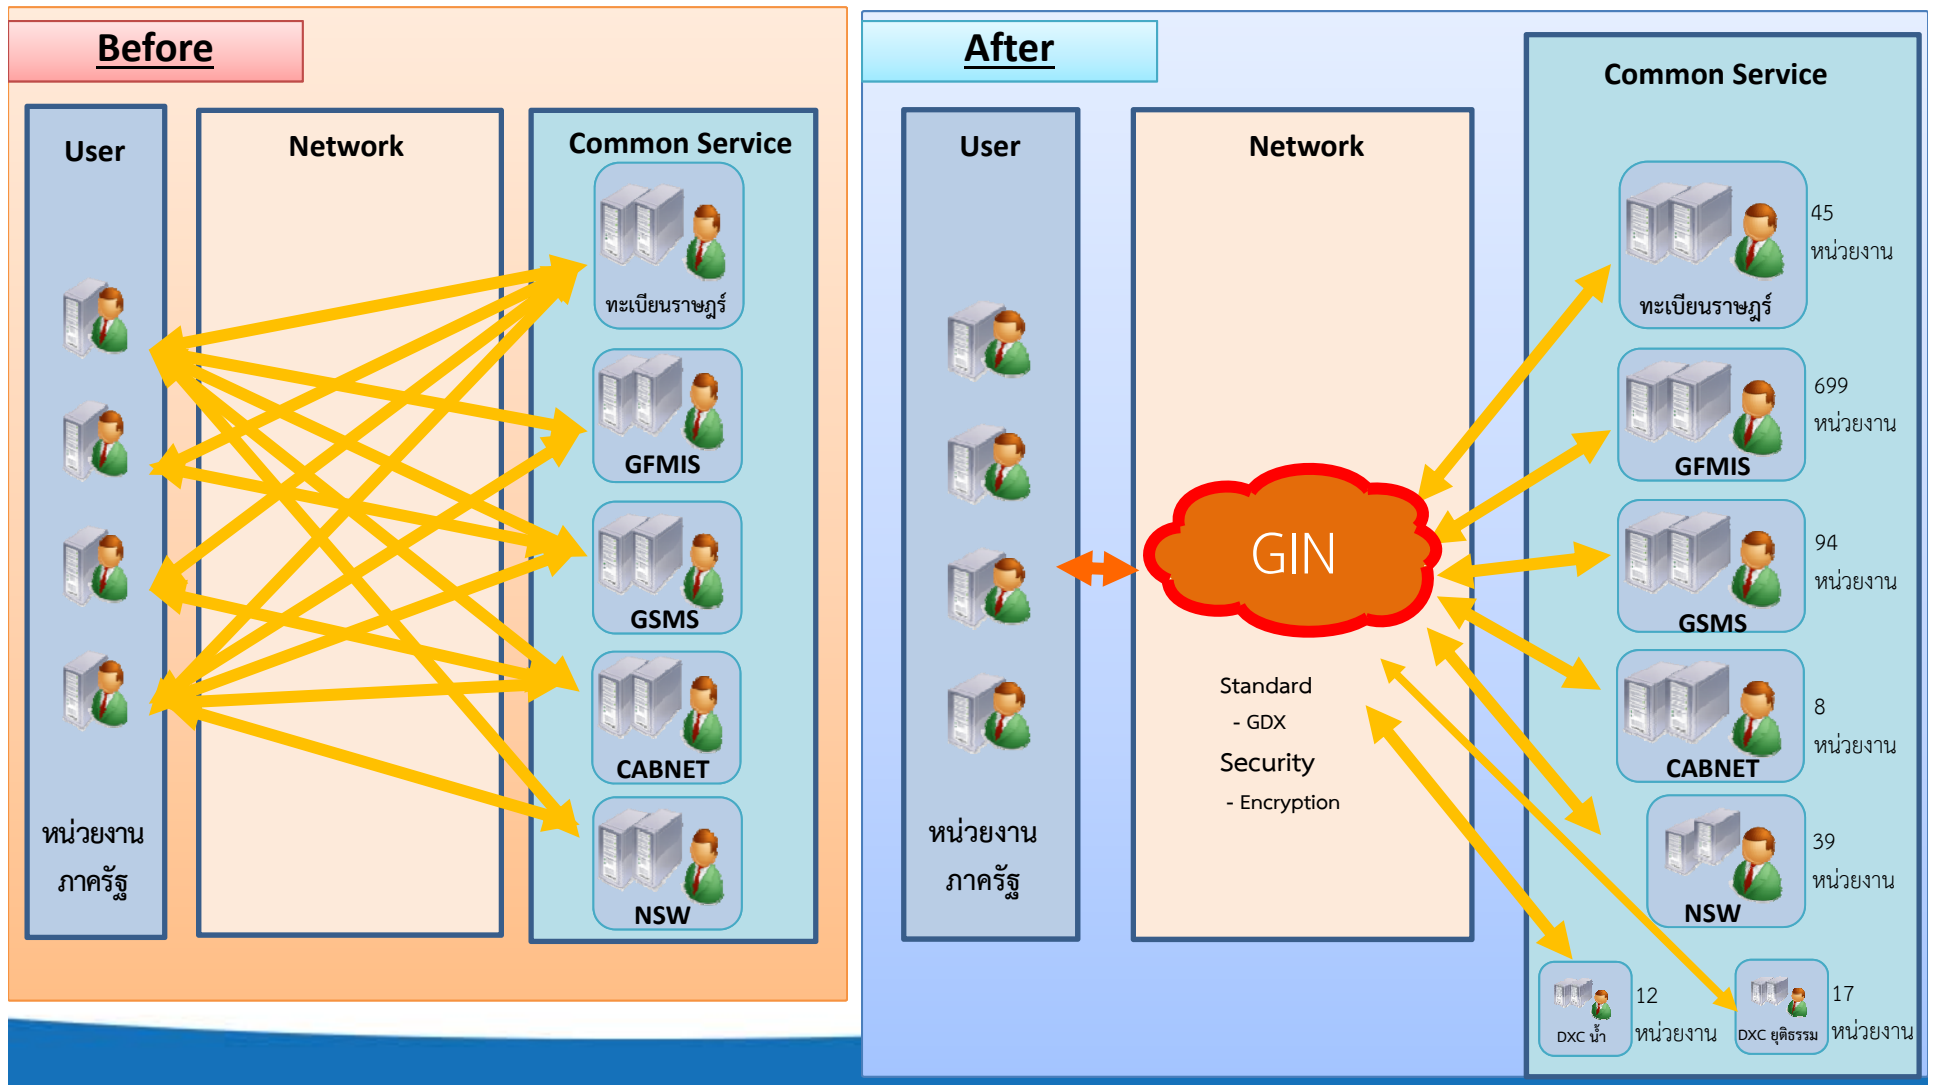 Before
User
Network
Common Service
ทะเบียนราษฎร์
GFMIS
GSMS
CABNET
NSW
หน่วยงาน
ภาครัฐ
After
User
Network
Common Service
GIN
Standard
- GDX
Security
- Encryption
หน่วยงาน
ภาครัฐ
ทะเบียนราษฎร์
45
หน่วยงาน
GFMIS
699
หน่วยงาน
GSMS
94
หน่วยงาน
CABNET
8
หน่วยงาน
NSW
39
หน่วยงาน
DXC น้ำ
12
หน่วยงาน
DXC ยุติธรรม
17
หน่วยงาน